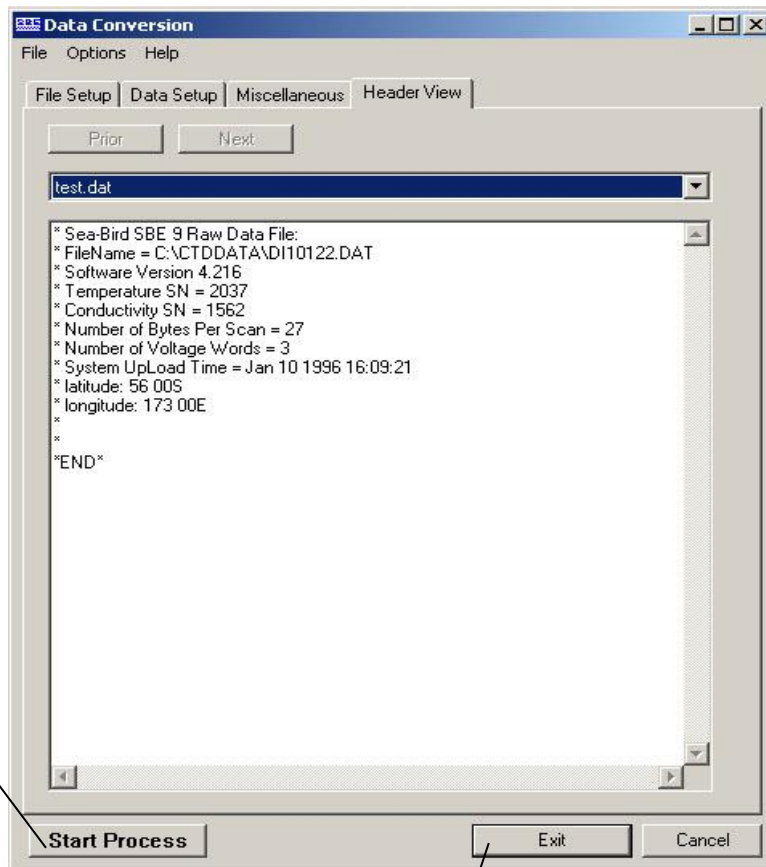 SBE Data Conversion
File Options Help
File Setup Data Setup Miscellaneous Header View
Prior Next
test.dat
* Sea-Bird SBE 9 Raw Data File:
* FileName = C:\CTDDATA\DI10122.DAT
* Software Version 4.216
* Temperature SN = 2037
* Conductivity SN = 1562
* Number of Bytes Per Scan = 27
* Number of Voltage Words = 3
* System UpLoad Time = Jan 10 1996 16:09:21
* latitude: 56 00S
* longitude: 173 00E
*
*
*END*
Start Process Exit Cancel